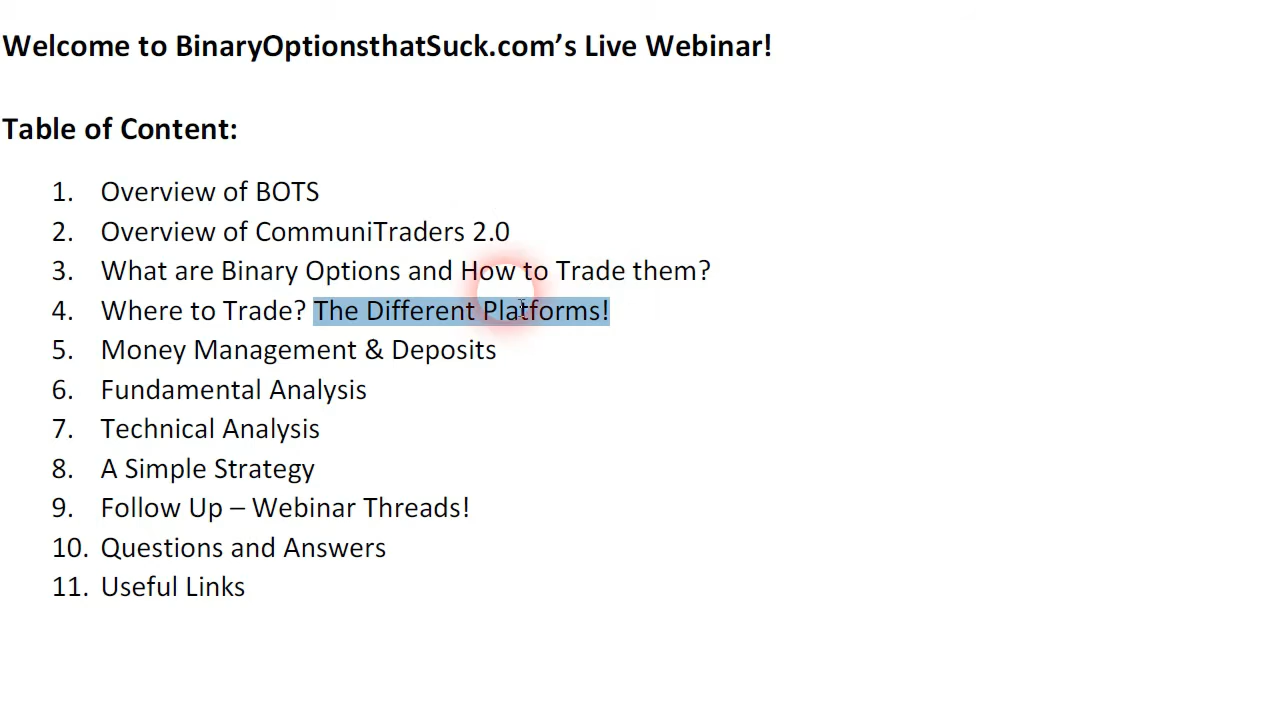 Welcome to BinaryOptionsthatSuck.com’s Live Webinar!
Table of Content:
1. Overview of BOTS
2. Overview of CommuniTraders 2.0
3. What are Binary Options and How to Trade them?
4. Where to Trade? The Different Platforms!
5. Money Management & Deposits
6. Fundamental Analysis
7. Technical Analysis
8. A Simple Strategy
9. Follow Up – Webinar Threads!
10. Questions and Answers
11. Useful Links